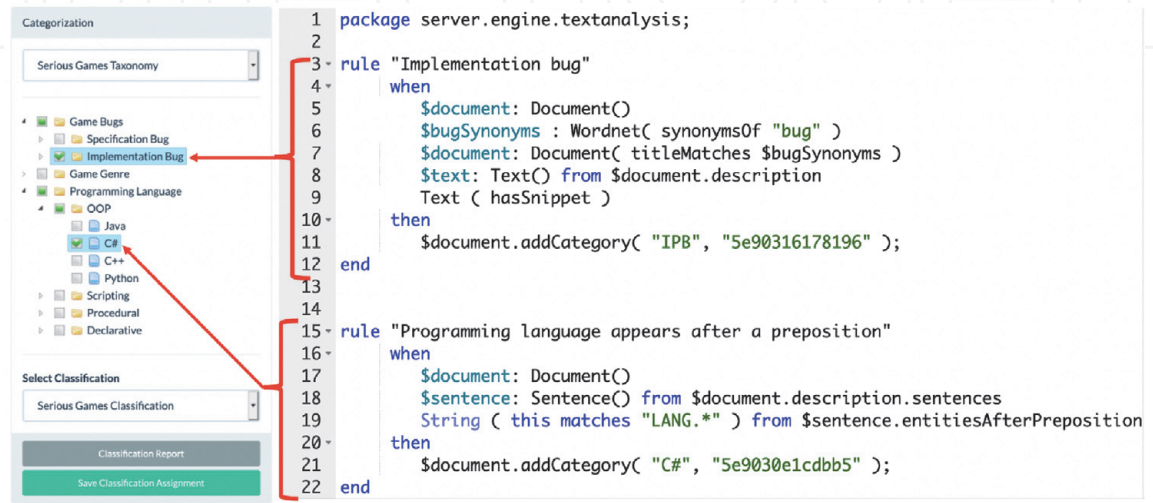 Categorization
Serious Games Taxonomy
Game Bugs
Specification Bug
Implementation Bug
Game Genre
Programming Language
OOP
Java
C#
C++
Python
Scripting
Procedural
Declarative
Select Classification
Serious Games Classification
Classification Report
Save Classification Assignment
1 package server.engine.textanalysis;
2
3 rule "Implementation bug"
4 when
5 $document: Document()
6 $bugSynonyms : Wordnet( synonymsOf "bug" )
7 $document: Document( titleMatches $bugSynonyms )
8 $text: Text() from $document.description
9 Text ( hasSnippet )
10 then
11 $document.addCategory( "IPB", "5e90316178196" );
12 end
13
14
15 rule "Programming language appears after a preposition"
16 when
17 $document: Document()
18 $sentence: Sentence() from $document.description.sentences
19 String ( this matches "LANG.*" ) from $sentence.entitiesAfterPreposition
20 then
21 $document.addCategory( "C#", "5e9030e1cdbb5" );
22 end